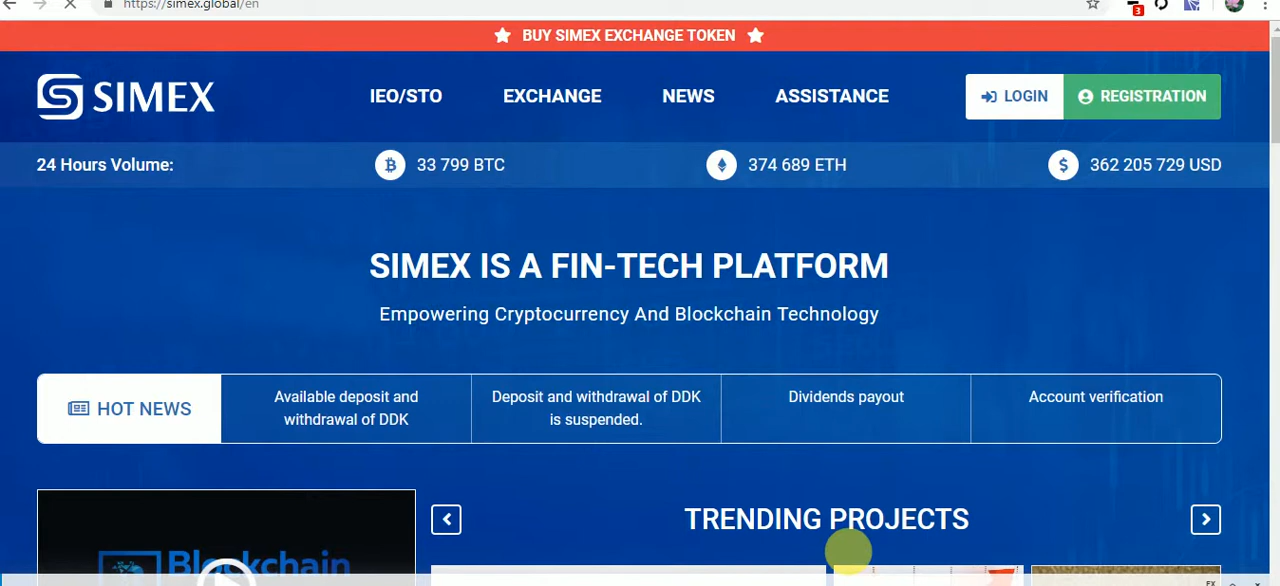 https://simex.global/en
3
BUY SIMEX EXCHANGE TOKEN
SIMEX
IEO/STO
EXCHANGE
NEWS
ASSISTANCE
LOGIN
REGISTRATION
24 Hours Volume:
33 799 BTC
374 689 ETH
$
362 205 729 USD
SIMEX IS A FIN-TECH PLATFORM
Empowering Cryptocurrency And Blockchain Technology
HOT NEWS
Available deposit and
withdrawal of DDK
Deposit and withdrawal of DDK
is suspended.
Dividends payout
Account verification
TRENDING PROJECTS
Blockchain